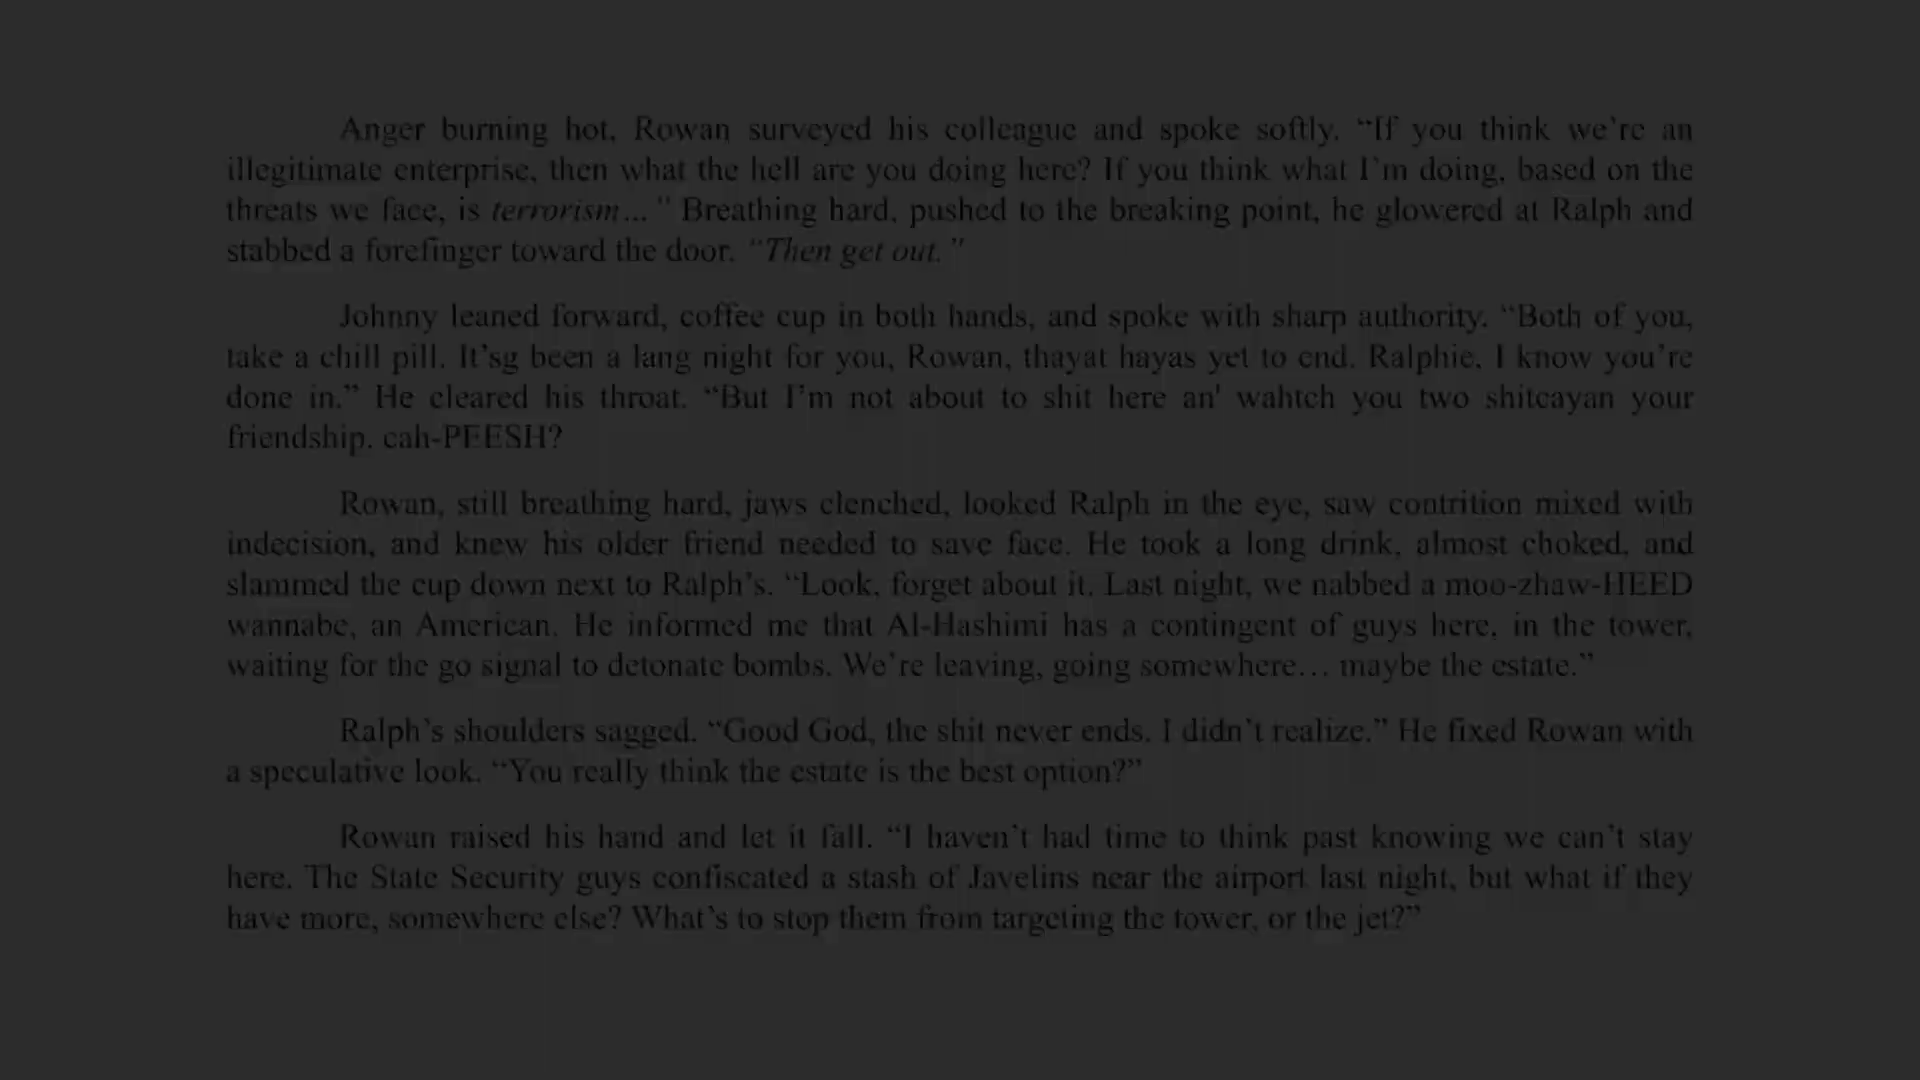 Anger burning hot, Rowan surveyed his colleague and spoke softly. “If you think we’re an
illegitimate enterprise, then what the hell are you doing here? If you think what I’m doing, based on the
threats we face, is terrorism… ” Breathing hard, pushed to the breaking point, he glowered at Ralph and
stabbed a forefinger toward the door. “Then get out.”
Johnny leaned forward, coffee cup in both hands, and spoke with sharp authority. “Both of you,
take a chill pill. It’sg been a lang night for you, Rowan, thayat hayas yet to end. Ralphie, I know you’re
done in.” He cleared his throat. “But I’m not about to shit here an' wahtch you two shitcayan your
friendship. cah-PEESH?
Rowan, still breathing hard, jaws clenched, looked Ralph in the eye, saw contrition mixed with
indecision, and knew his older friend needed to save face. He took a long drink, almost choked, and
slammed the cup down next to Ralph’s. “Look, forget about it. Last night, we nabbed a moo-zhaw-HEED
wannabe, an American. He informed me that Al-Hashimi has a contingent of guys here, in the tower,
waiting for the go signal to detonate bombs. We’re leaving, going somewhere… maybe the estate.”
Ralph’s shoulders sagged. “Good God, the shit never ends. I didn’t realize.” He fixed Rowan with
a speculative look. “You really think the estate is the best option?”
Rowan raised his hand and let it fall. “I haven’t had time to think past knowing we can’t stay
here. The State Security guys confiscated a stash of Javelins near the airport last night, but what if they
have more, somewhere else? What’s to stop them from targeting the tower, or the jet?”